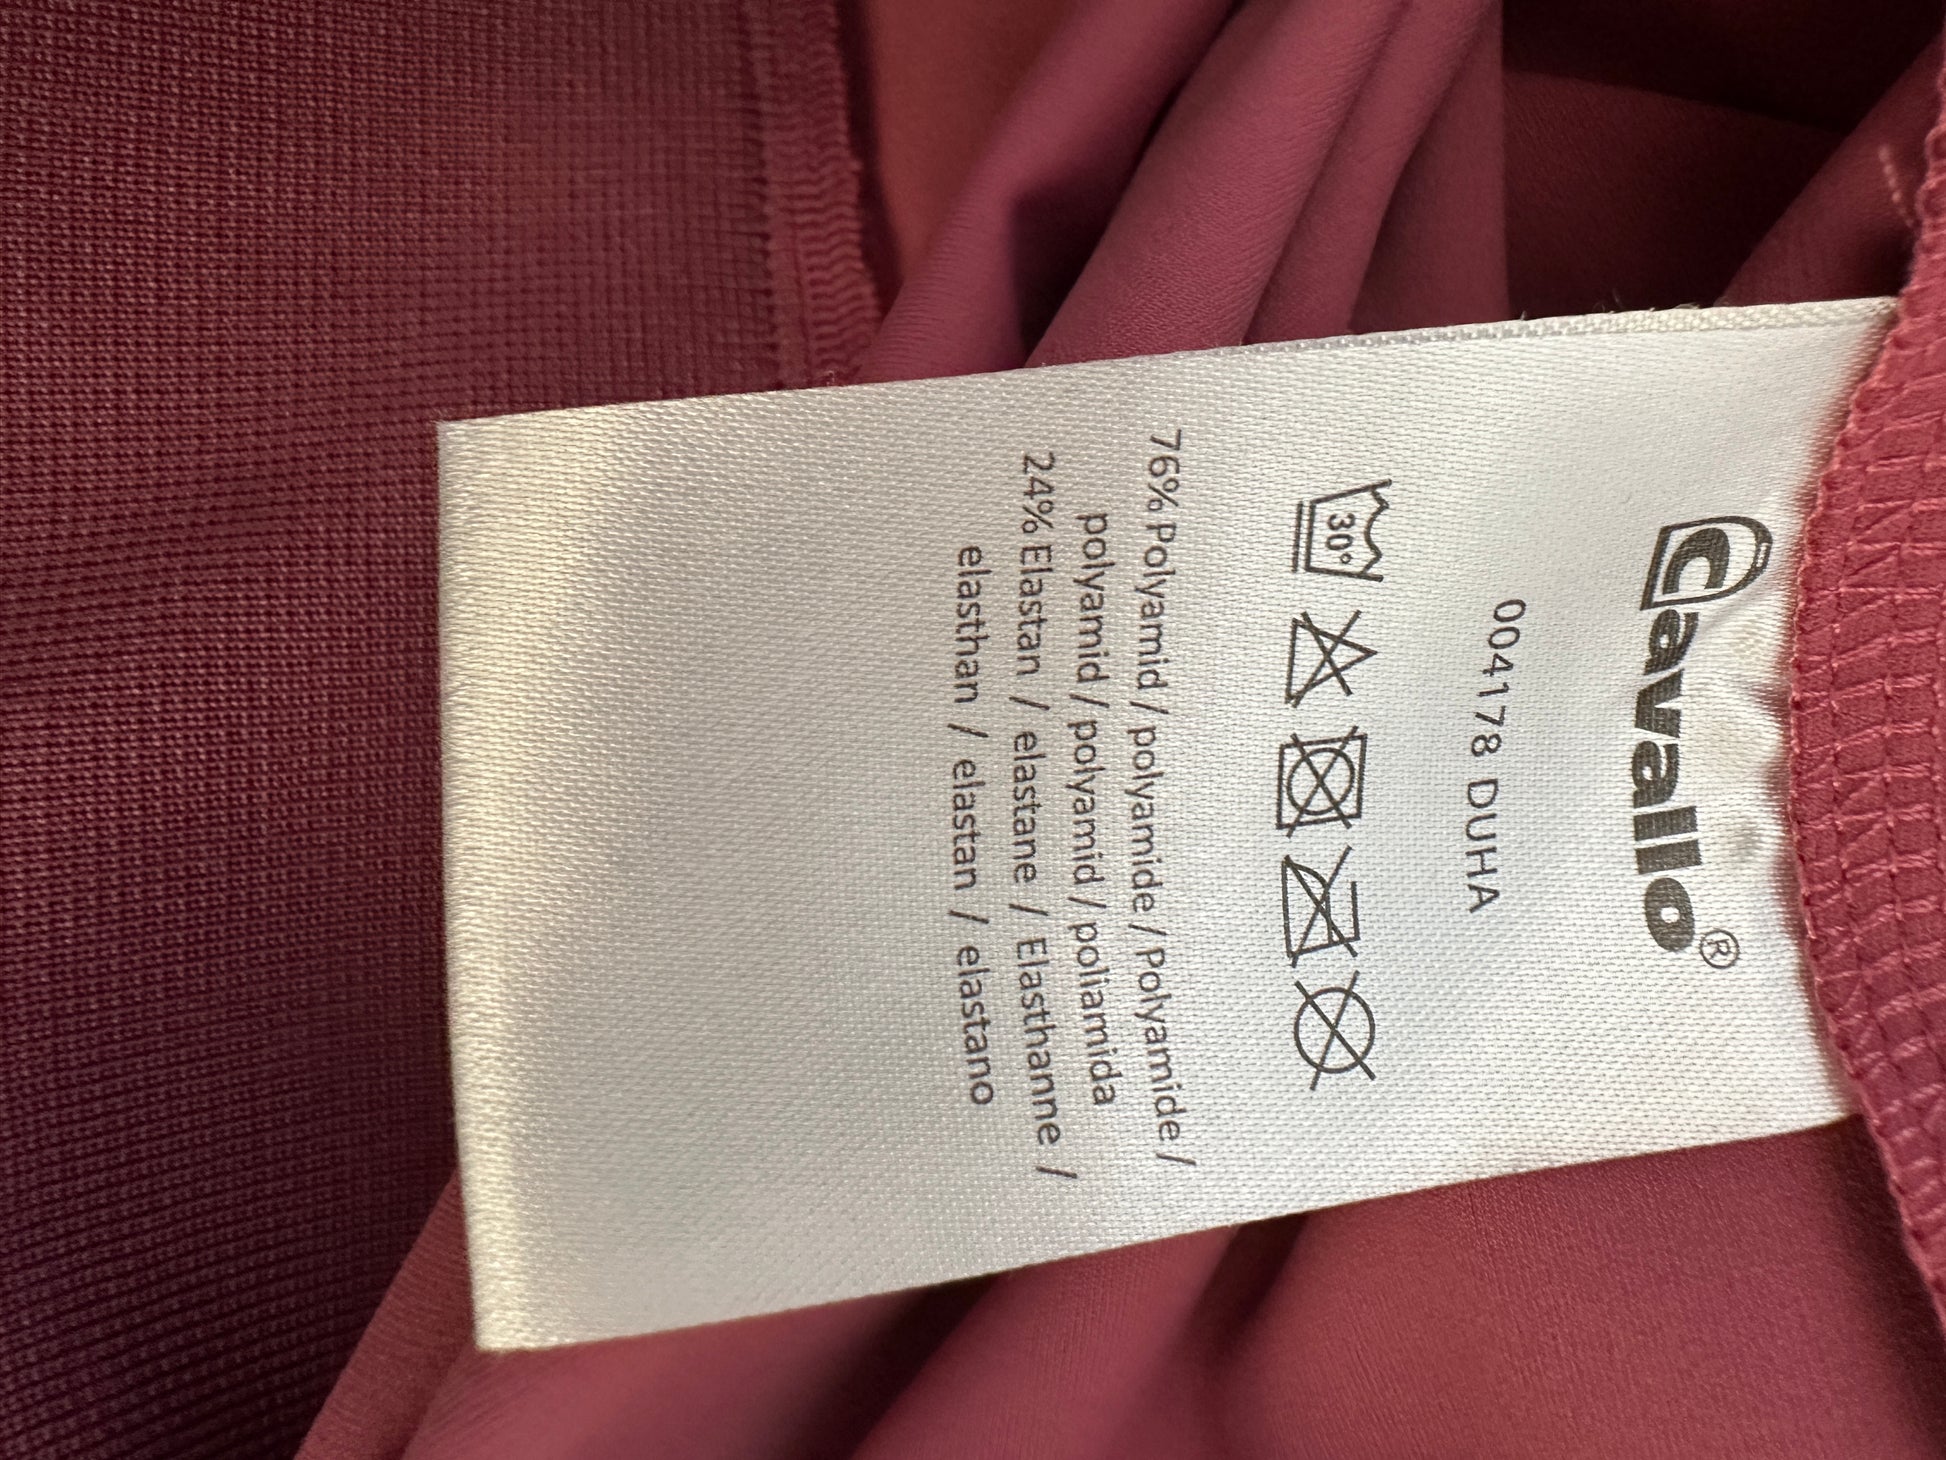 Cavallo®
004178 DUHA
30°
76% Polyamid / polyamide / Polyamide /
polyamid / polyamid / poliamida
24% Elastan / elastane / Elasthanne /
elasthan / elastan / elastano